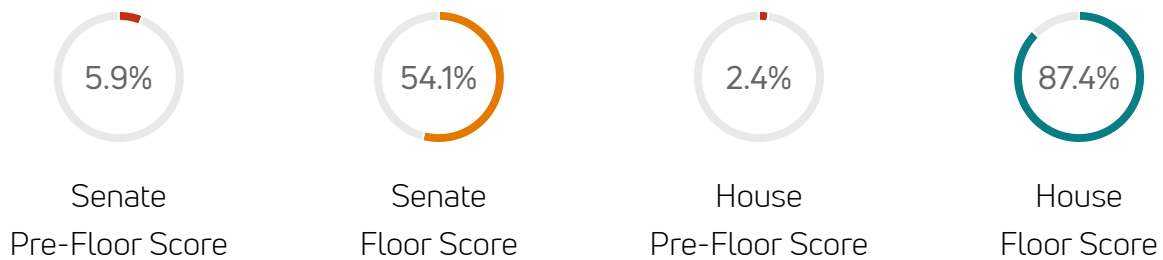 5.9%
Senate
Pre-Floor Score
54.1%
Senate
Floor Score
2.4%
House
Pre-Floor Score
87.4%
House
Floor Score